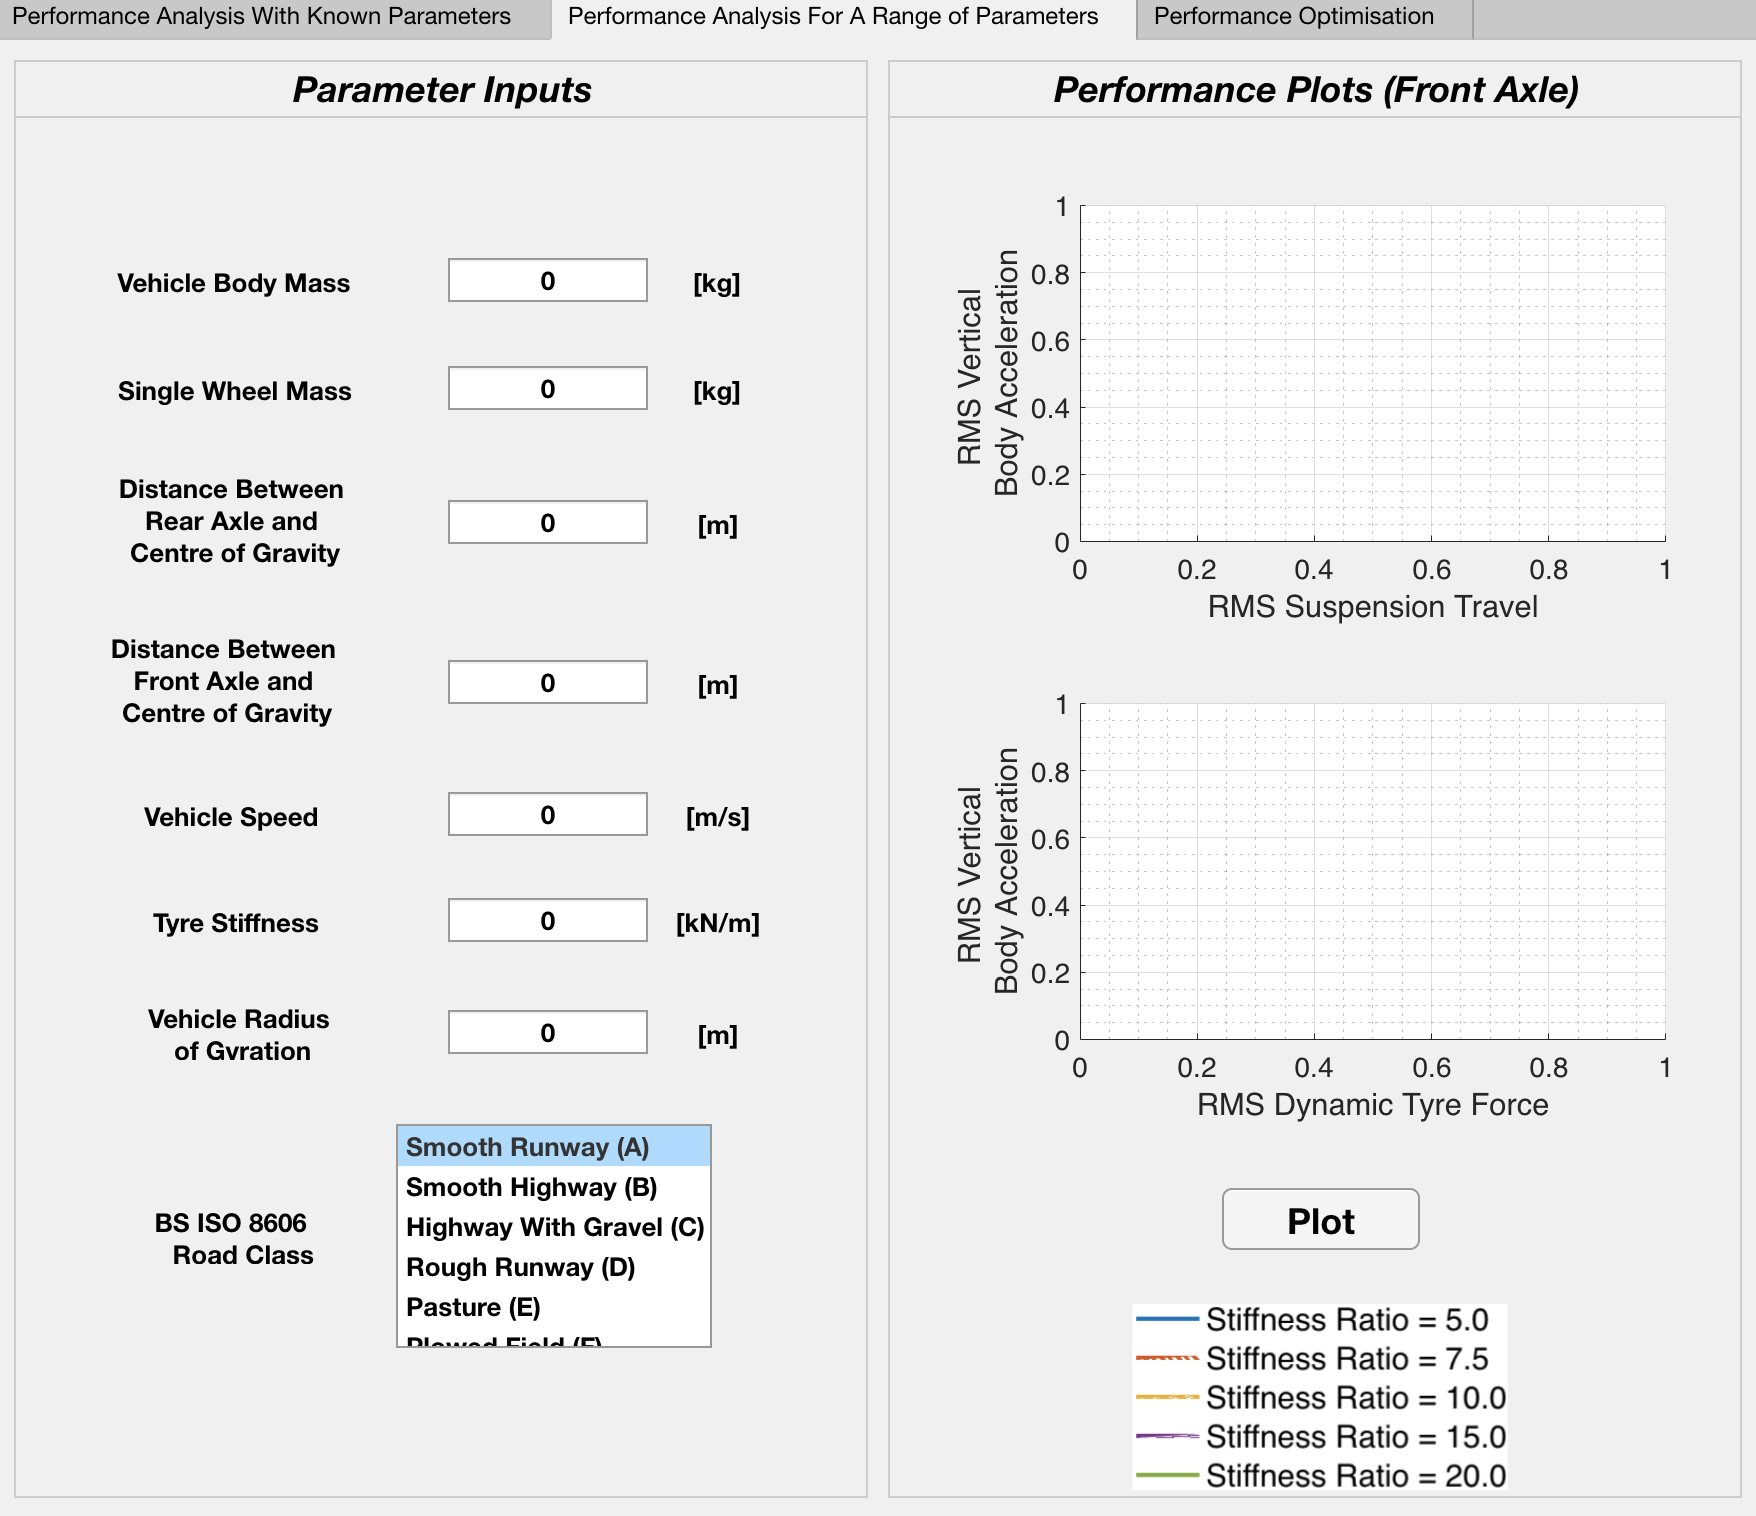 Performance Analysis With Known Parameters
Performance Analysis For A Range of Parameters
Performance Optimisation
Parameter Inputs
Vehicle Body Mass
0
[kg]
Single Wheel Mass
0
[kg]
Distance Between
Rear Axle and
Centre of Gravity
0
[m]
Distance Between
Front Axle and
Centre of Gravity
0
[m]
Vehicle Speed
0
[m/s]
Tyre Stiffness
0
[kN/m]
Vehicle Radius
of Gyration
0
[m]
BS ISO 8606
Road Class
Smooth Runway (A)
Smooth Highway (B)
Highway With Gravel (C)
Rough Runway (D)
Pasture (E)
Plowed Field (F)
Performance Plots (Front Axle)
RMS Vertical
Body Acceleration
1
0.8
0.6
0.4
0.2
0
0 0.2 0.4 0.6 0.8 1
RMS Suspension Travel
RMS Vertical
Body Acceleration
1
0.8
0.6
0.4
0.2
0
0 0.2 0.4 0.6 0.8 1
RMS Dynamic Tyre Force
Plot
Stiffness Ratio = 5.0
Stiffness Ratio = 7.5
Stiffness Ratio = 10.0
Stiffness Ratio = 15.0
Stiffness Ratio = 20.0